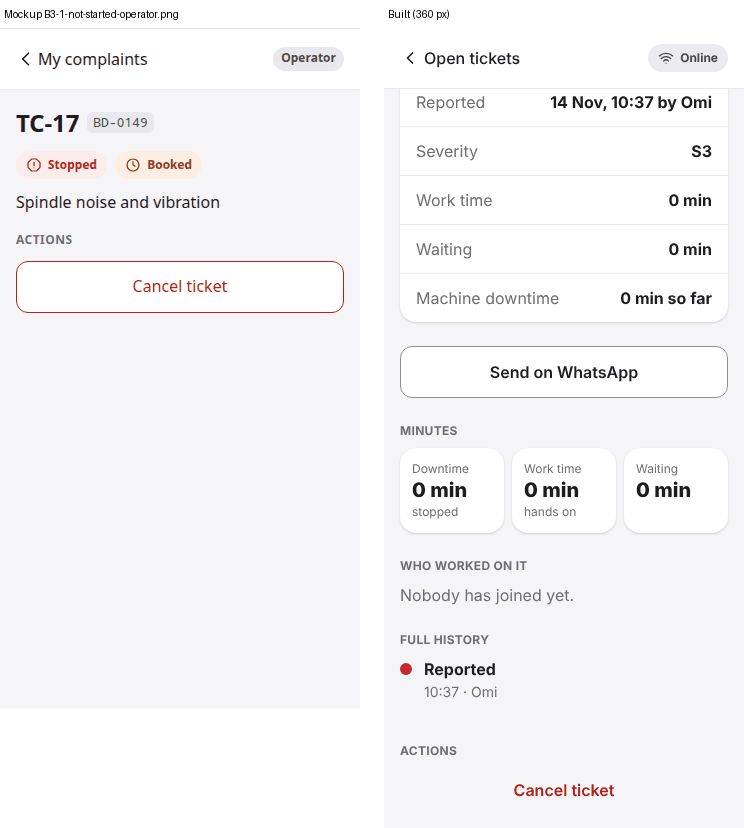 Mockup B3-1-not-started-operator.png
My complaints
Operator
TC-17 BD-0149
Stopped
Booked
Spindle noise and vibration
ACTIONS
Cancel ticket
Built (360 px)
Open tickets
Online
Reported 14 Nov, 10:37 by Omi
Severity S3
Work time 0 min
Waiting 0 min
Machine downtime 0 min so far
Send on WhatsApp
MINUTES
Downtime
0 min
stopped
Work time
0 min
hands on
Waiting
0 min
WHO WORKED ON IT
Nobody has joined yet.
FULL HISTORY
Reported
10:37 · Omi
ACTIONS
Cancel ticket